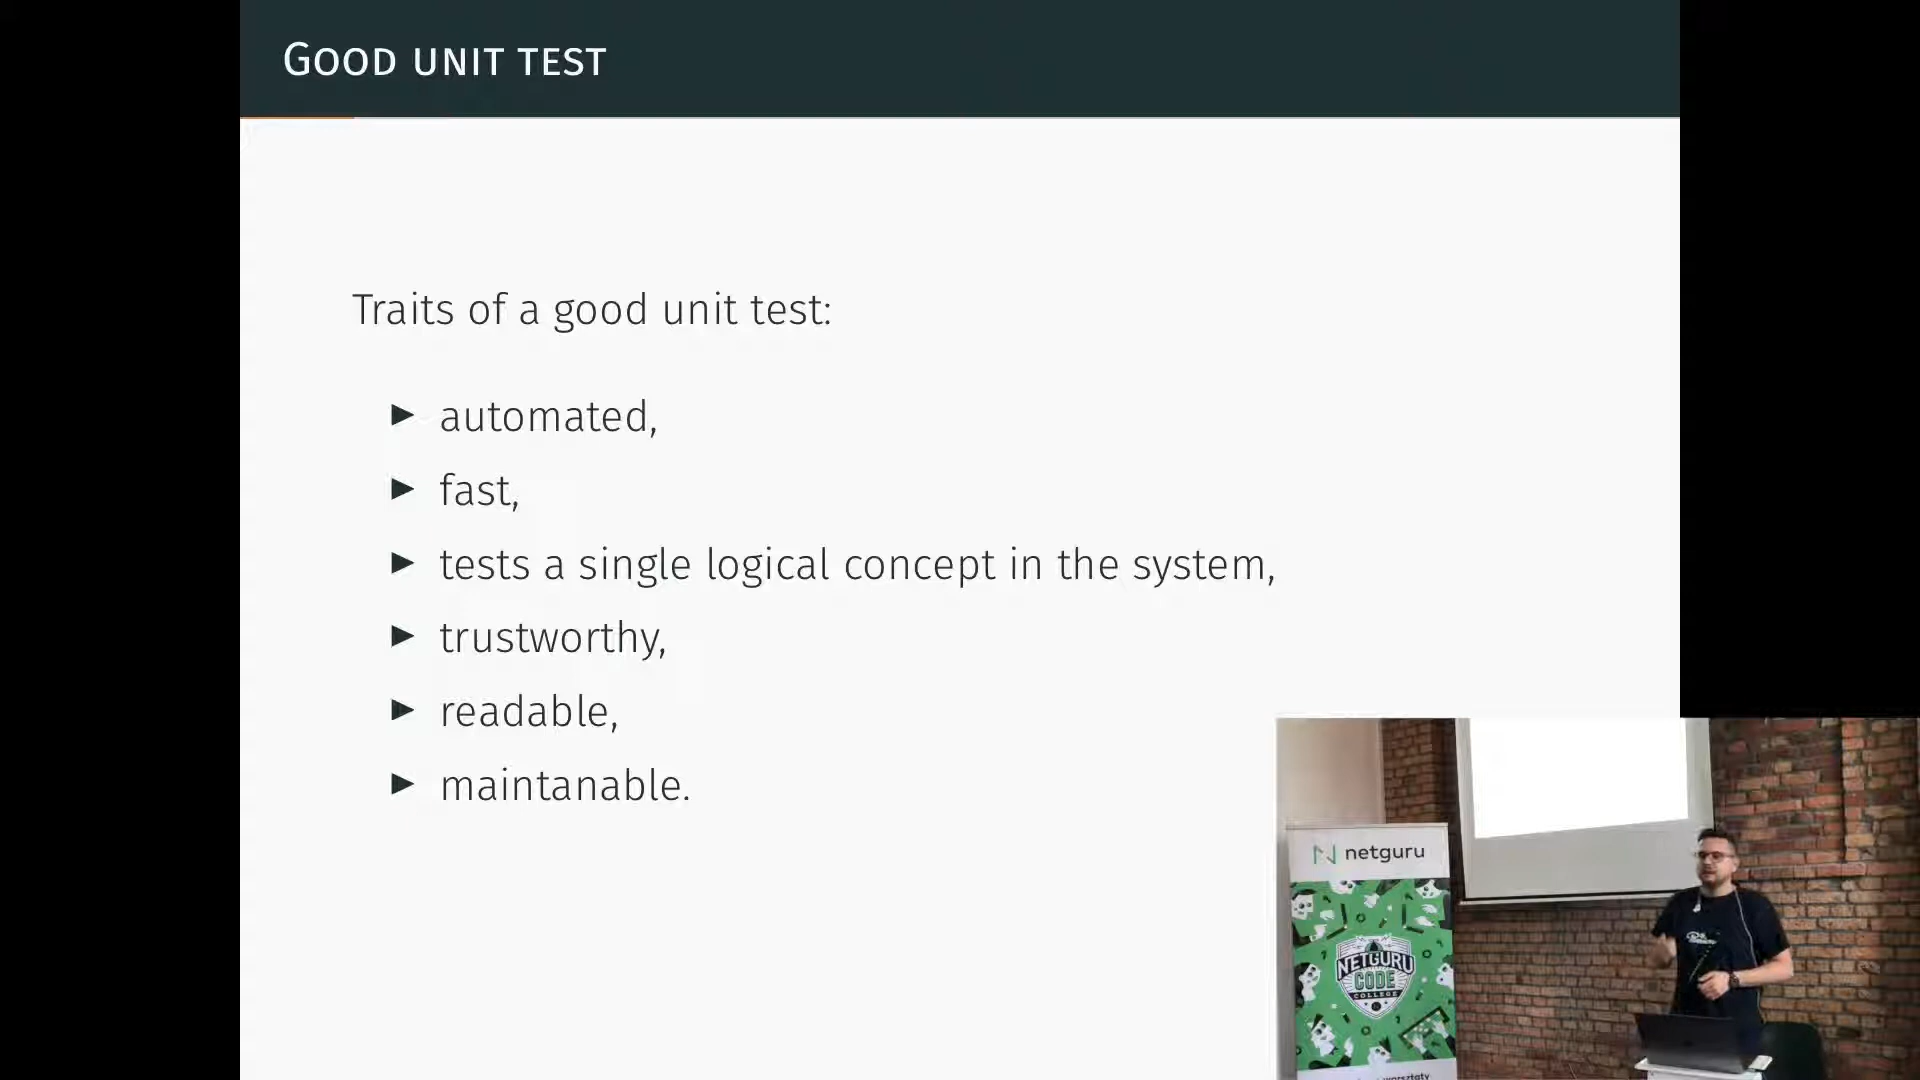 GOOD UNIT TEST
Traits of a good unit test:
► automated,
► fast,
► tests a single logical concept in the system,
► trustworthy,
► readable,
► maintanable.
netguru
NETGURU
CODE
COLLEGE